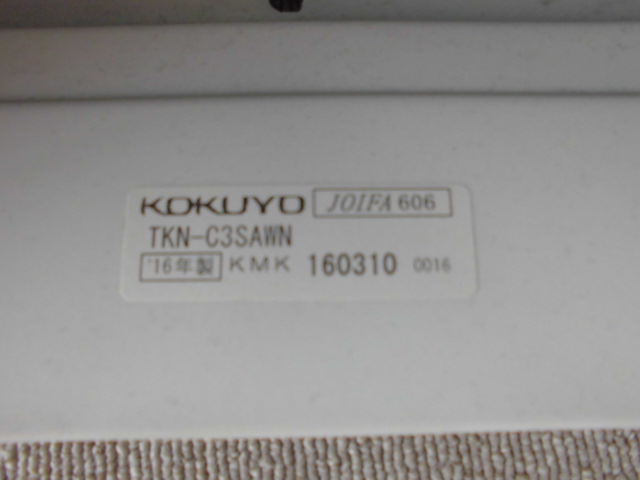 KOKUYO JOIFA 606
TKN-C3SAWN
'16年製 KMK 160310 0016